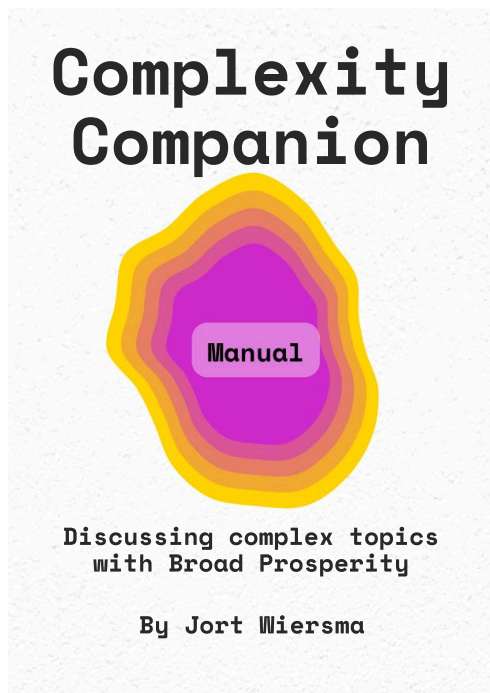 Complexity
Companion
Manual
Discussing complex topics
with Broad Prosperity
By Jort Wiersma